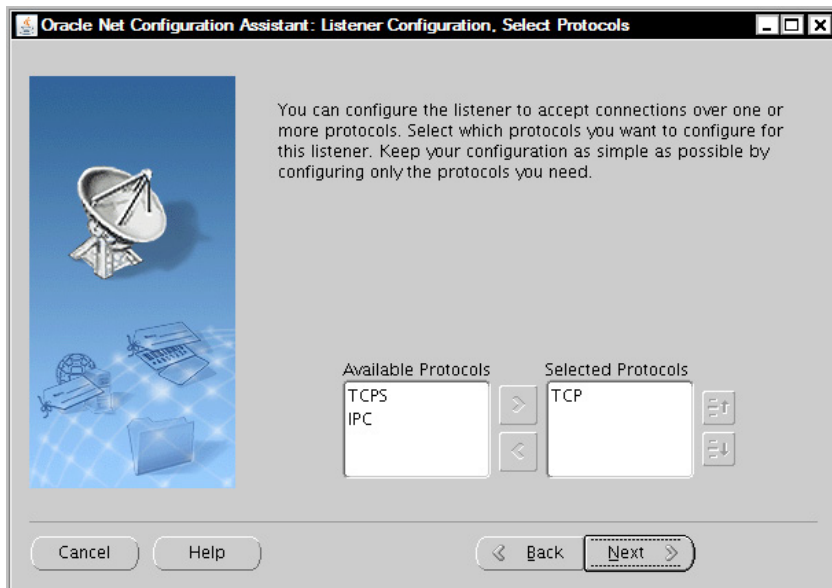 Oracle Net Configuration Assistant: Listener Configuration, Select Protocols
You can configure the listener to accept connections over one or
more protocols. Select which protocols you want to configure for
this listener. Keep your configuration as simple as possible by
configuring only the protocols you need.
Available Protocols
Selected Protocols
TCPS
IPC
TCP
Cancel
Help
Back
Next